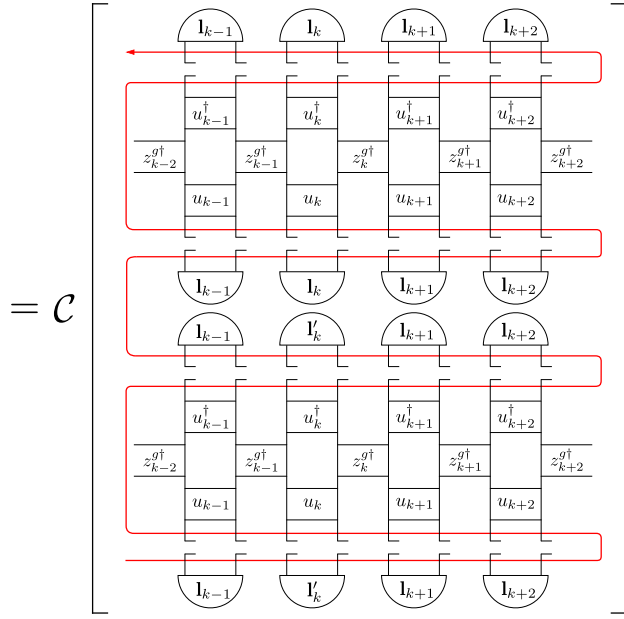 l_{k-1} l_k l_{k+1} l_{k+2}
u^†_{k-1} u^†_k u^†_{k+1} u^†_{k+2}
z^{g†}_{k-2} z^{g†}_{k-1} z^{g†}_k z^{g†}_{k+1} z^{g†}_{k+2}
u_{k-1} u_k u_{k+1} u_{k+2}
l_{k-1} l_k l_{k+1} l_{k+2}
= 𝒞
l_{k-1} l'_k l_{k+1} l_{k+2}
u^†_{k-1} u^†_k u^†_{k+1} u^†_{k+2}
z^{g†}_{k-2} z^{g†}_{k-1} z^{g†}_k z^{g†}_{k+1} z^{g†}_{k+2}
u_{k-1} u_k u_{k+1} u_{k+2}
l_{k-1} l'_k l_{k+1} l_{k+2}